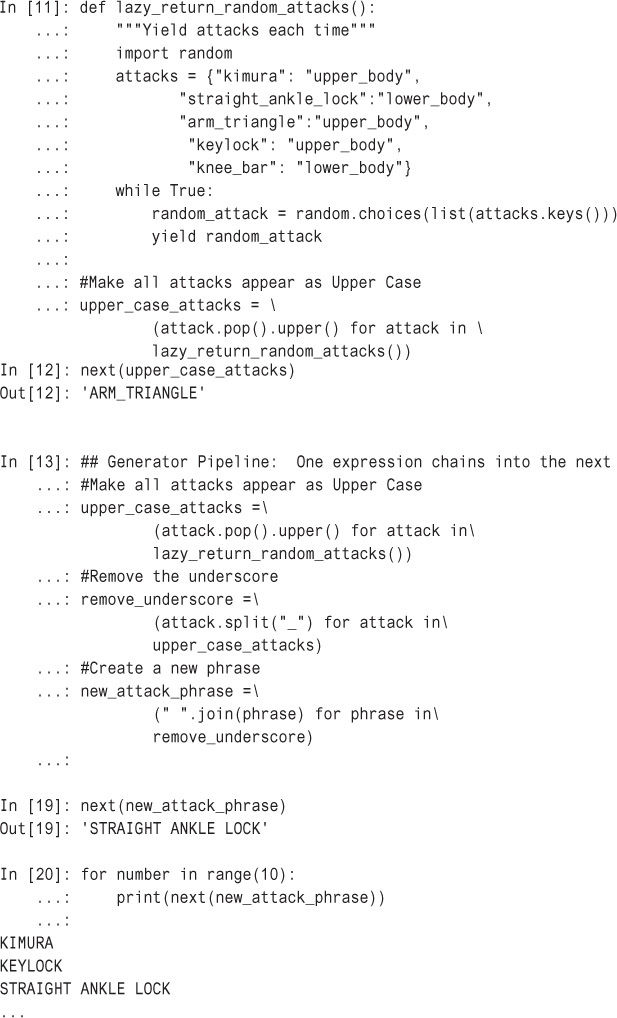 In [11]: def lazy_return_random_attacks():
    ...:     """Yield attacks each time"""
    ...:     import random
    ...:     attacks = {"kimura": "upper_body",
    ...:            "straight_ankle_lock":"lower_body",
    ...:            "arm_triangle":"upper_body",
    ...:             "keylock": "upper_body",
    ...:             "knee_bar": "lower_body"}
    ...:     while True:
    ...:         random_attack = random.choices(list(attacks.keys()))
    ...:         yield random_attack
    ...:
    ...: #Make all attacks appear as Upper Case
    ...: upper_case_attacks = \
                 (attack.pop().upper() for attack in \
                 lazy_return_random_attacks())
In [12]: next(upper_case_attacks)
Out[12]: 'ARM_TRIANGLE'

In [13]: ## Generator Pipeline:  One expression chains into the next
    ...: #Make all attacks appear as Upper Case
    ...: upper_case_attacks =\
                 (attack.pop().upper() for attack in\
                 lazy_return_random_attacks())
    ...: #Remove the underscore
    ...: remove_underscore =\
                 (attack.split("_") for attack in\
                 upper_case_attacks)
    ...: #Create a new phrase
    ...: new_attack_phrase =\
                 (" ".join(phrase) for phrase in\
                 remove_underscore)
    ...:

In [19]: next(new_attack_phrase)
Out[19]: 'STRAIGHT ANKLE LOCK'

In [20]: for number in range(10):
    ...:     print(next(new_attack_phrase))
    ...:
KIMURA
KEYLOCK
STRAIGHT ANKLE LOCK
...